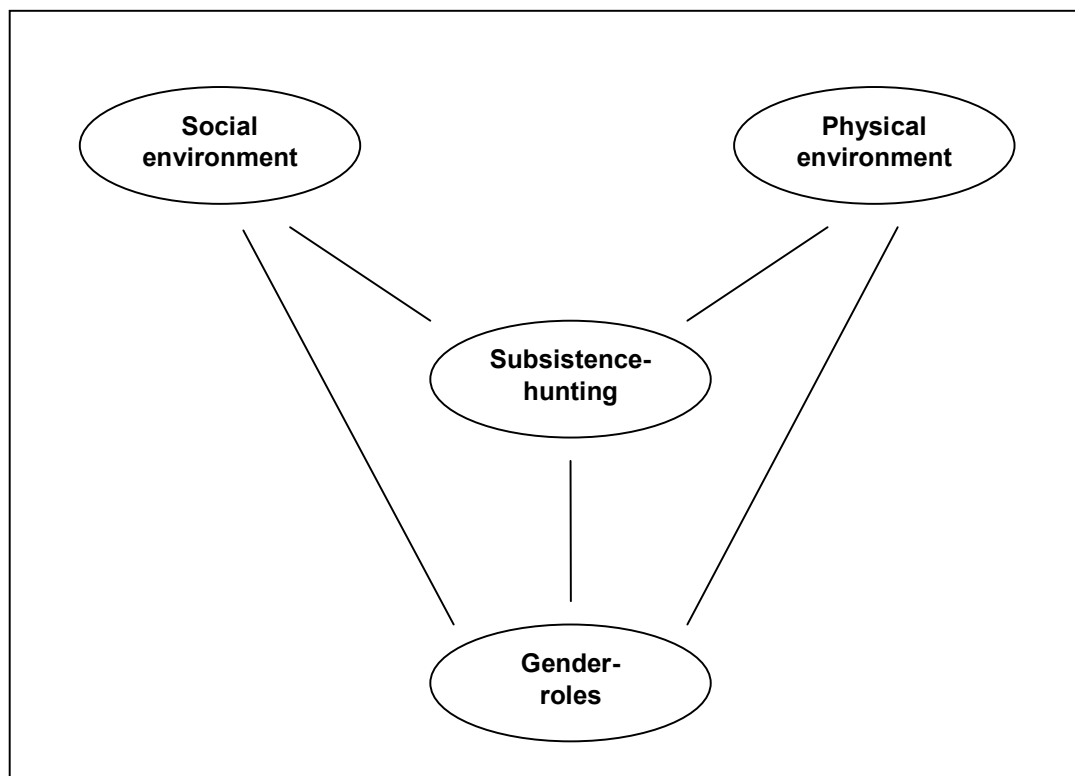 Social
environment
Physical
environment
Subsistence-
hunting
Gender-
roles